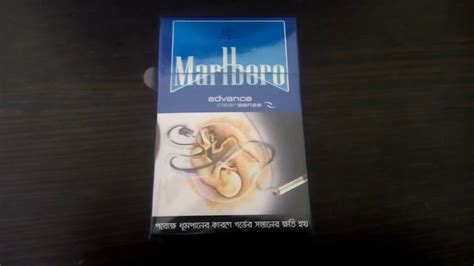 Marlboro
advance
clearsense
পরোক্ষ ধূমপানের কারণে গর্ভের সন্তানের ক্ষতি হয়